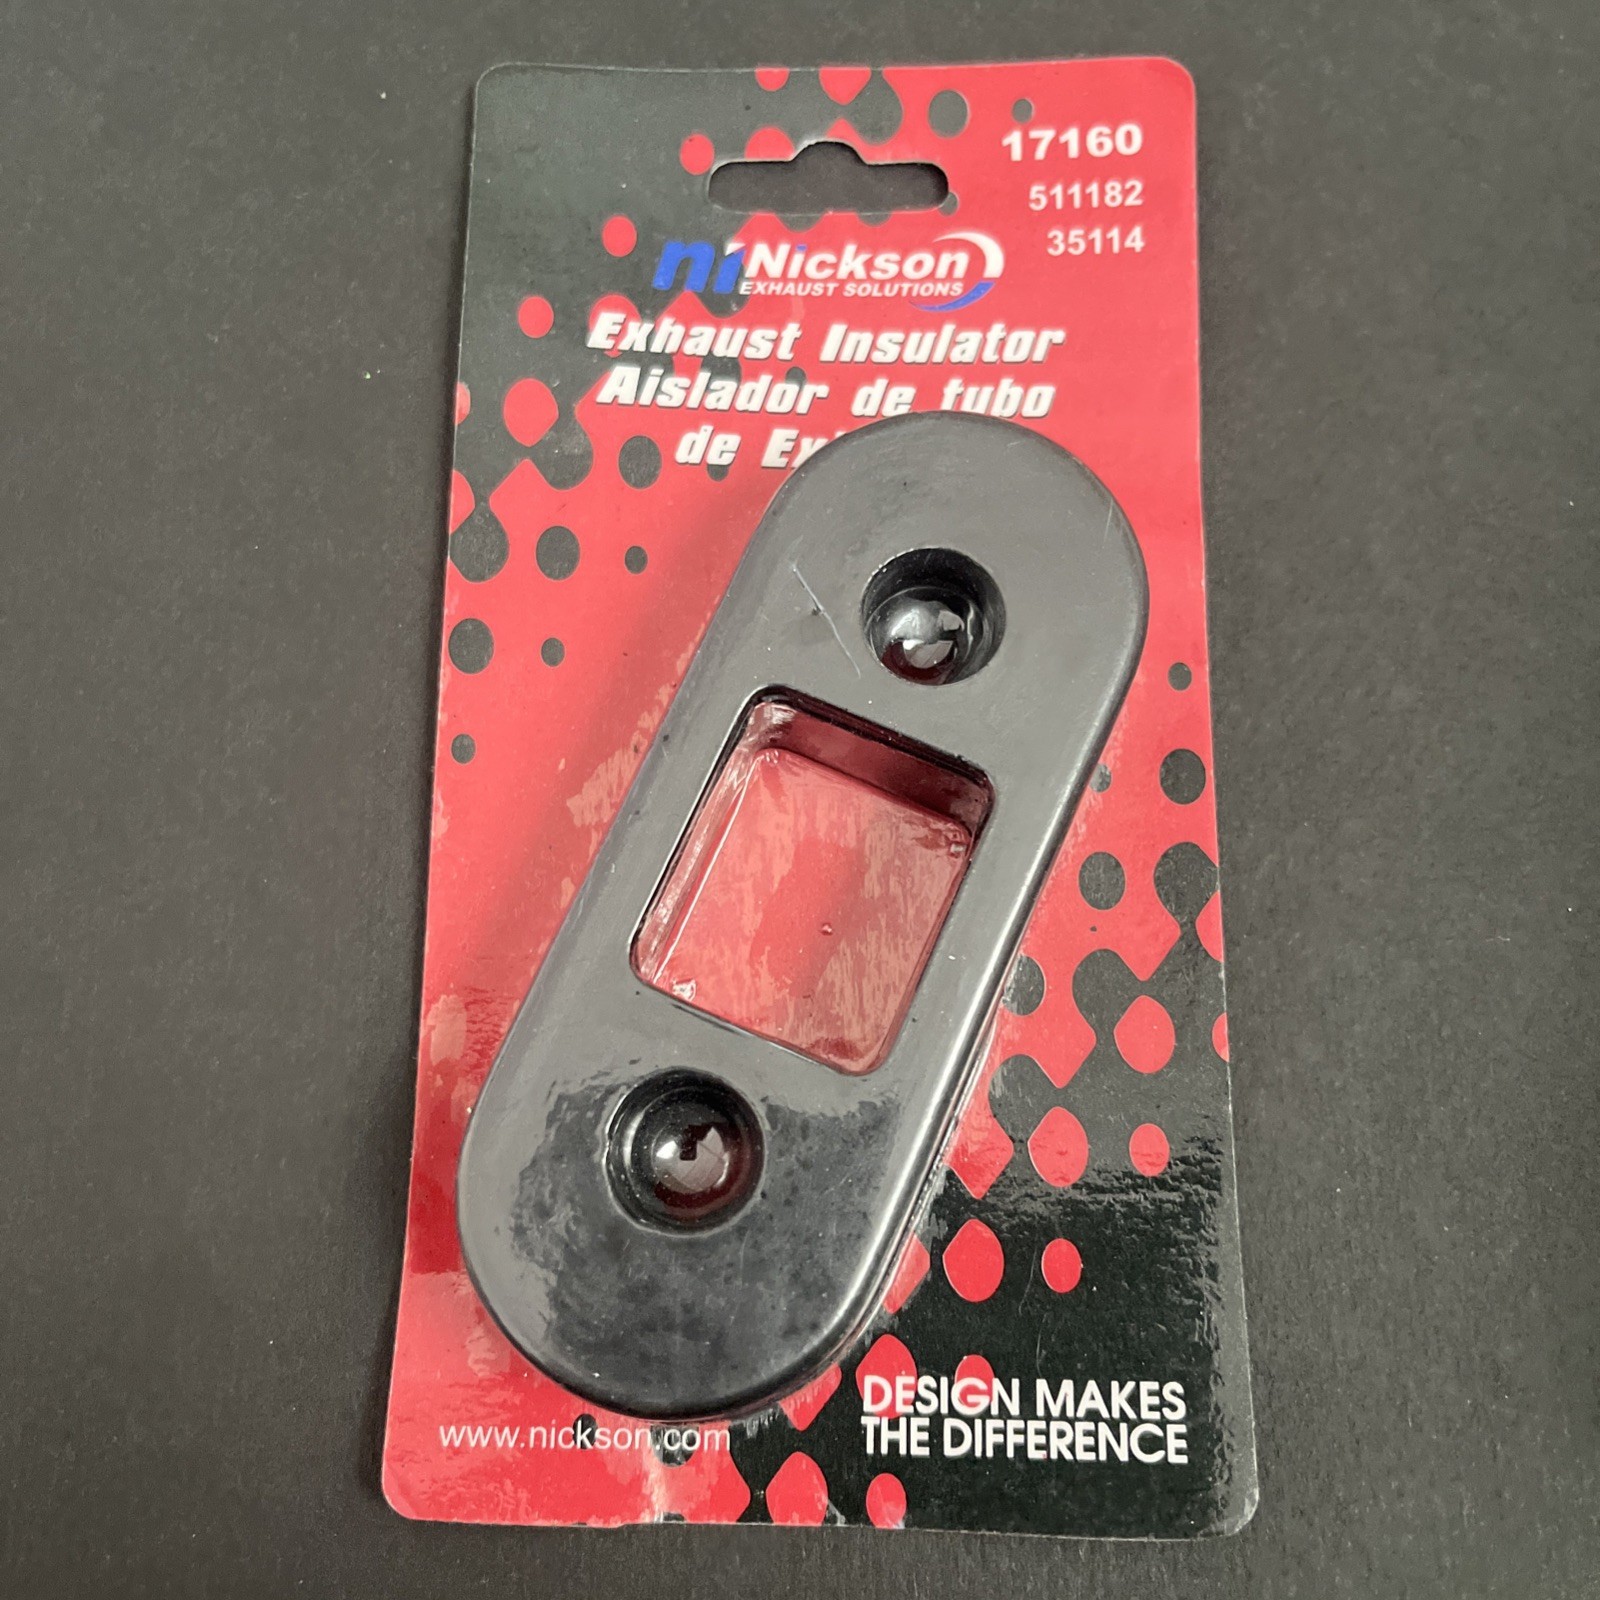 17160
511182
35114
ni Nickson
EXHAUST SOLUTIONS
Exhaust Insulator
Aislador de tubo
de
www.nickson.com
DESIGN MAKES
THE DIFFERENCE